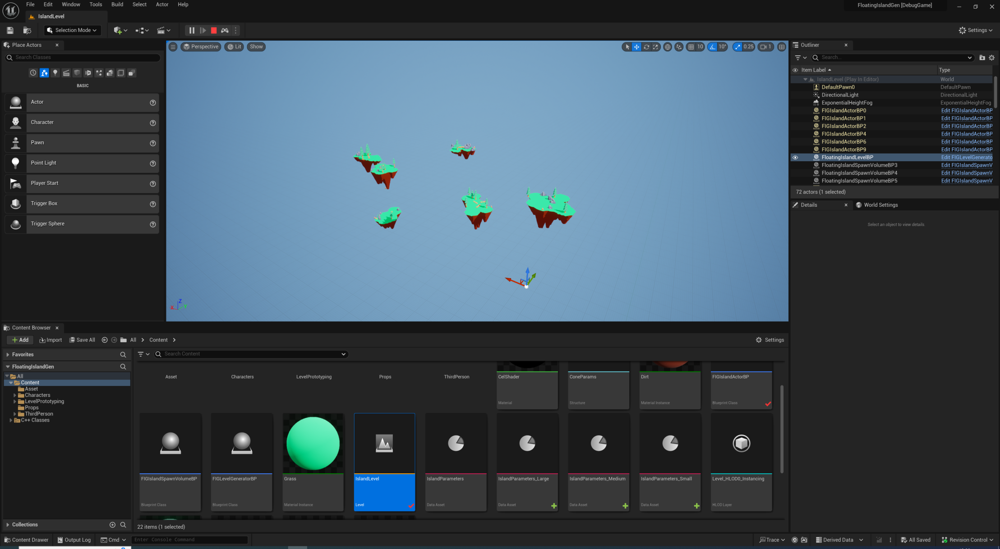 File Edit Window Tools Build Select Actor Help
FloatingIslandGen [DebugGame]
IslandLevel
Selection Mode
Settings
Place Actors
Search Classes
BASIC
Actor
Character
Pawn
Point Light
Player Start
Trigger Box
Trigger Sphere
Perspective Lit Show
10 10° 0.25 1
Z
X Y
Outliner
Search...
Item Label Type
IslandLevel (Play In Editor) World
DefaultPawn0 DefaultPawn
DirectionalLight DirectionalLight
ExponentialHeightFog ExponentialHeightFog
FIGIslandActorBP0 Edit FIGIslandActorBP
FIGIslandActorBP1 Edit FIGIslandActorBP
FIGIslandActorBP2 Edit FIGIslandActorBP
FIGIslandActorBP4 Edit FIGIslandActorBP
FIGIslandActorBP6 Edit FIGIslandActorBP
FIGIslandActorBP9 Edit FIGIslandActorBP
FloatingIslandLevelBP Edit FIGLevelGenerato
FloatingIslandSpawnVolumeBP3 Edit FIGIslandSpawnV
FloatingIslandSpawnVolumeBP4 Edit FIGIslandSpawnV
FloatingIslandSpawnVolumeBP5 Edit FIGIslandSpawnV
72 actors (1 selected)
Details World Settings
Select an object to view details.
Content Browser
Add Import Save All All Content Settings
Favorites
FloatingIslandGen
All
Content
Asset
Characters
LevelPrototyping
Props
ThirdPerson
C++ Classes
Collections
Search Content
Asset Characters LevelPrototyping Props ThirdPerson CelShader ConeParams Dirt FIGIslandActorBP
Material Structure Material Instance Blueprint Class
FIGIslandSpawnVolumeBP FIGLevelGeneratorBP Grass IslandLevel IslandParameters IslandParameters_Large IslandParameters_Medium IslandParameters_Small Level_HLOD0_Instancing
Blueprint Class Blueprint Class Material Instance Level Data Asset Data Asset Data Asset Data Asset HLOD Layer
22 items (1 selected)
Content Drawer Output Log Cmd Enter Console Command Trace Derived Data All Saved Revision Control